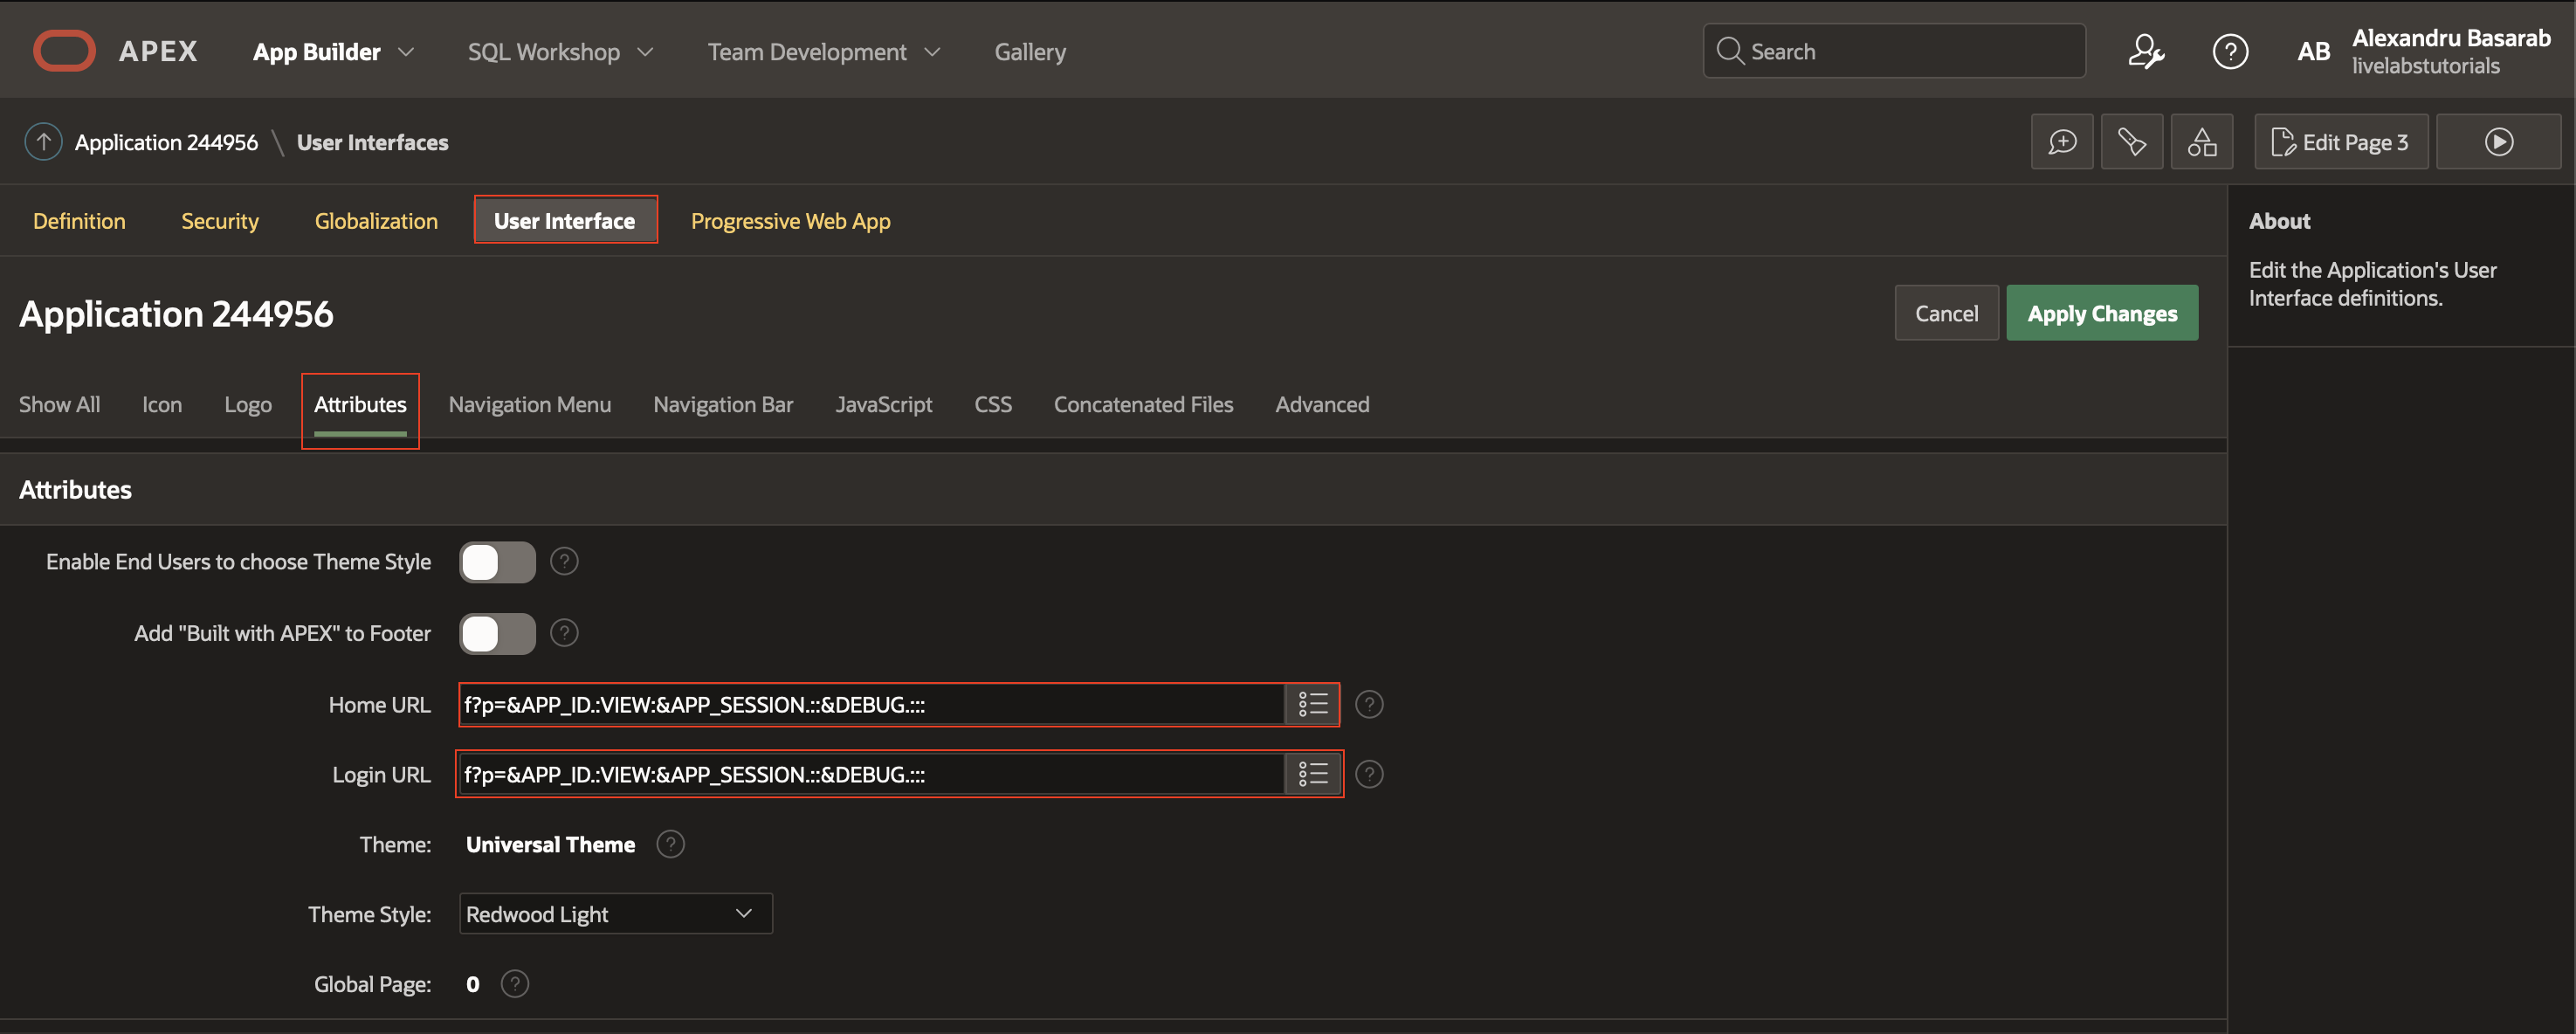 APEX App Builder SQL Workshop Team Development Gallery Search AB Alexandru Basarab
livelabstutorials
Application 244956 \ User Interfaces Edit Page 3
Definition Security Globalization User Interface Progressive Web App
About
Edit the Application's User
Interface definitions.
Application 244956 Cancel Apply Changes
Show All Icon Logo Attributes Navigation Menu Navigation Bar JavaScript CSS Concatenated Files Advanced
Attributes
Enable End Users to choose Theme Style ?
Add "Built with APEX" to Footer ?
Home URL f?p=&APP_ID.:VIEW:&APP_SESSION.::&DEBUG.::: ?
Login URL f?p=&APP_ID.:VIEW:&APP_SESSION.::&DEBUG.::: ?
Theme: Universal Theme ?
Theme Style: Redwood Light
Global Page: 0 ?